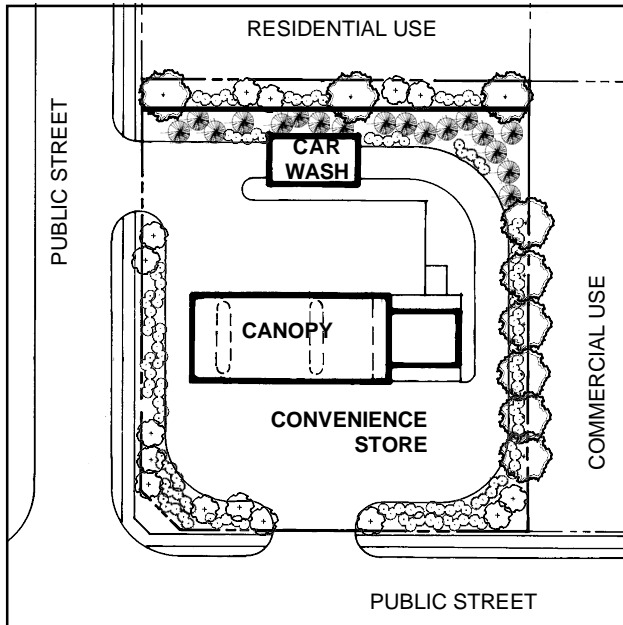 RESIDENTIAL USE
PUBLIC STREET
CAR
WASH
CANOPY
COMMERCIAL USE
CONVENIENCE
STORE
PUBLIC STREET